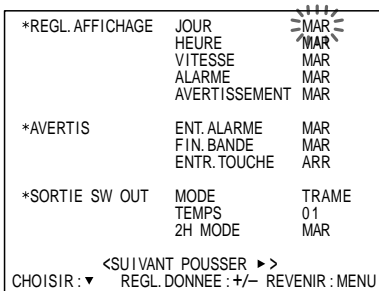 *REGL.AFFICHAGE JOUR MAR
HEURE MAR
VITESSE MAR
ALARME MAR
AVERTISSEMENT MAR
*AVERTIS ENT.ALARME MAR
FIN.BANDE MAR
ENTR.TOUCHE ARR
*SORTIE SW OUT MODE TRAME
TEMPS 01
2H MODE MAR
<SUIVANT POUSSER ►>
CHOISIR:▼ REGL.DONNEE:+/– REVENIR:MENU